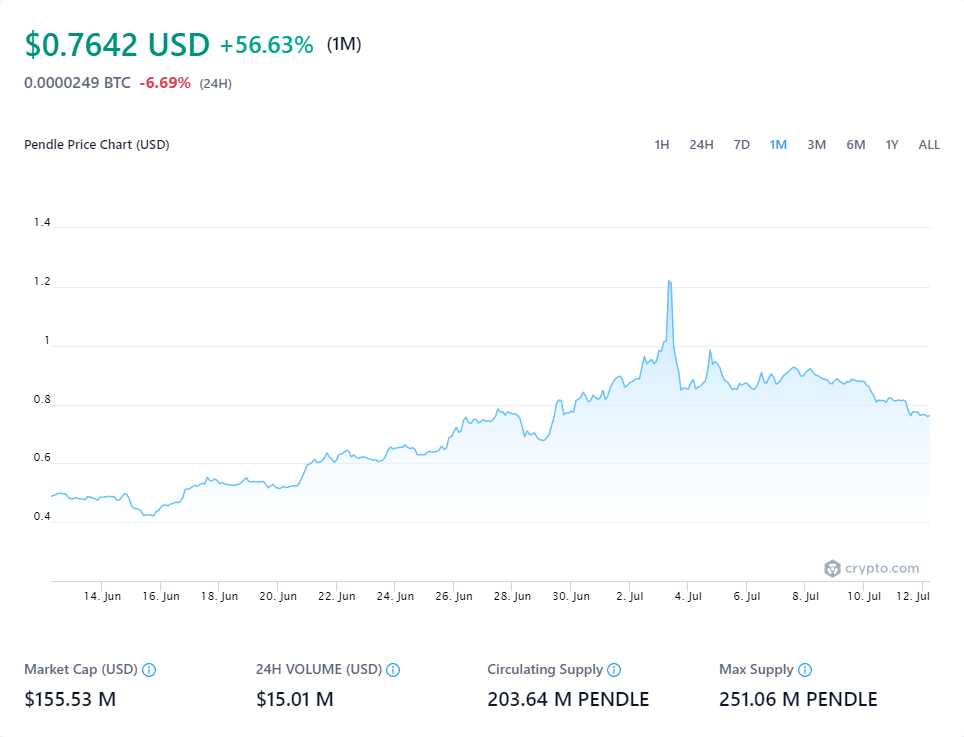 $0.7642 USD +56.63% (1M)
0.0000249 BTC -6.69% (24H)
Pendle Price Chart (USD) 1H 24H 7D 1M 3M 6M 1Y ALL
1.4
1.2
1
0.8
0.6
0.4
crypto.com
14. Jun 16. Jun 18. Jun 20. Jun 22. Jun 24. Jun 26. Jun 28. Jun 30. Jun 2. Jul 4. Jul 6. Jul 8. Jul 10. Jul 12. Jul
Market Cap (USD) 24H VOLUME (USD) Circulating Supply Max Supply
$155.53 M $15.01 M 203.64 M PENDLE 251.06 M PENDLE